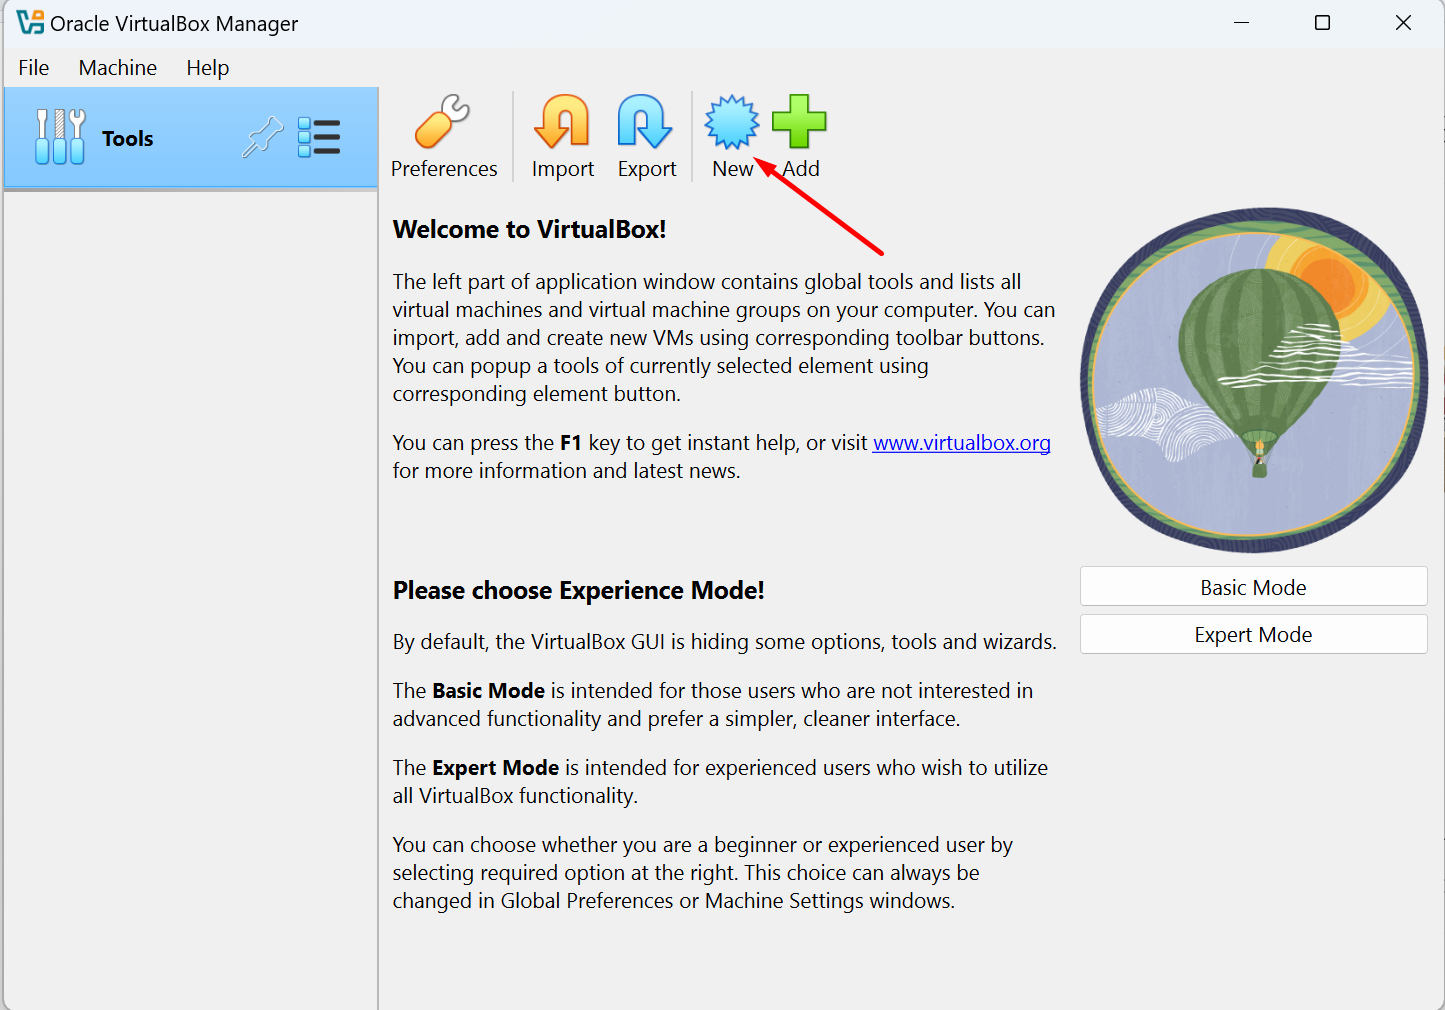 Oracle VirtualBox Manager
File Machine Help
Tools
Preferences Import Export New Add
Welcome to VirtualBox!
The left part of application window contains global tools and lists all
virtual machines and virtual machine groups on your computer. You can
import, add and create new VMs using corresponding toolbar buttons.
You can popup a tools of currently selected element using
corresponding element button.
You can press the F1 key to get instant help, or visit www.virtualbox.org
for more information and latest news.
Please choose Experience Mode!
By default, the VirtualBox GUI is hiding some options, tools and wizards.
The Basic Mode is intended for those users who are not interested in
advanced functionality and prefer a simpler, cleaner interface.
The Expert Mode is intended for experienced users who wish to utilize
all VirtualBox functionality.
You can choose whether you are a beginner or experienced user by
selecting required option at the right. This choice can always be
changed in Global Preferences or Machine Settings windows.
Basic Mode
Expert Mode